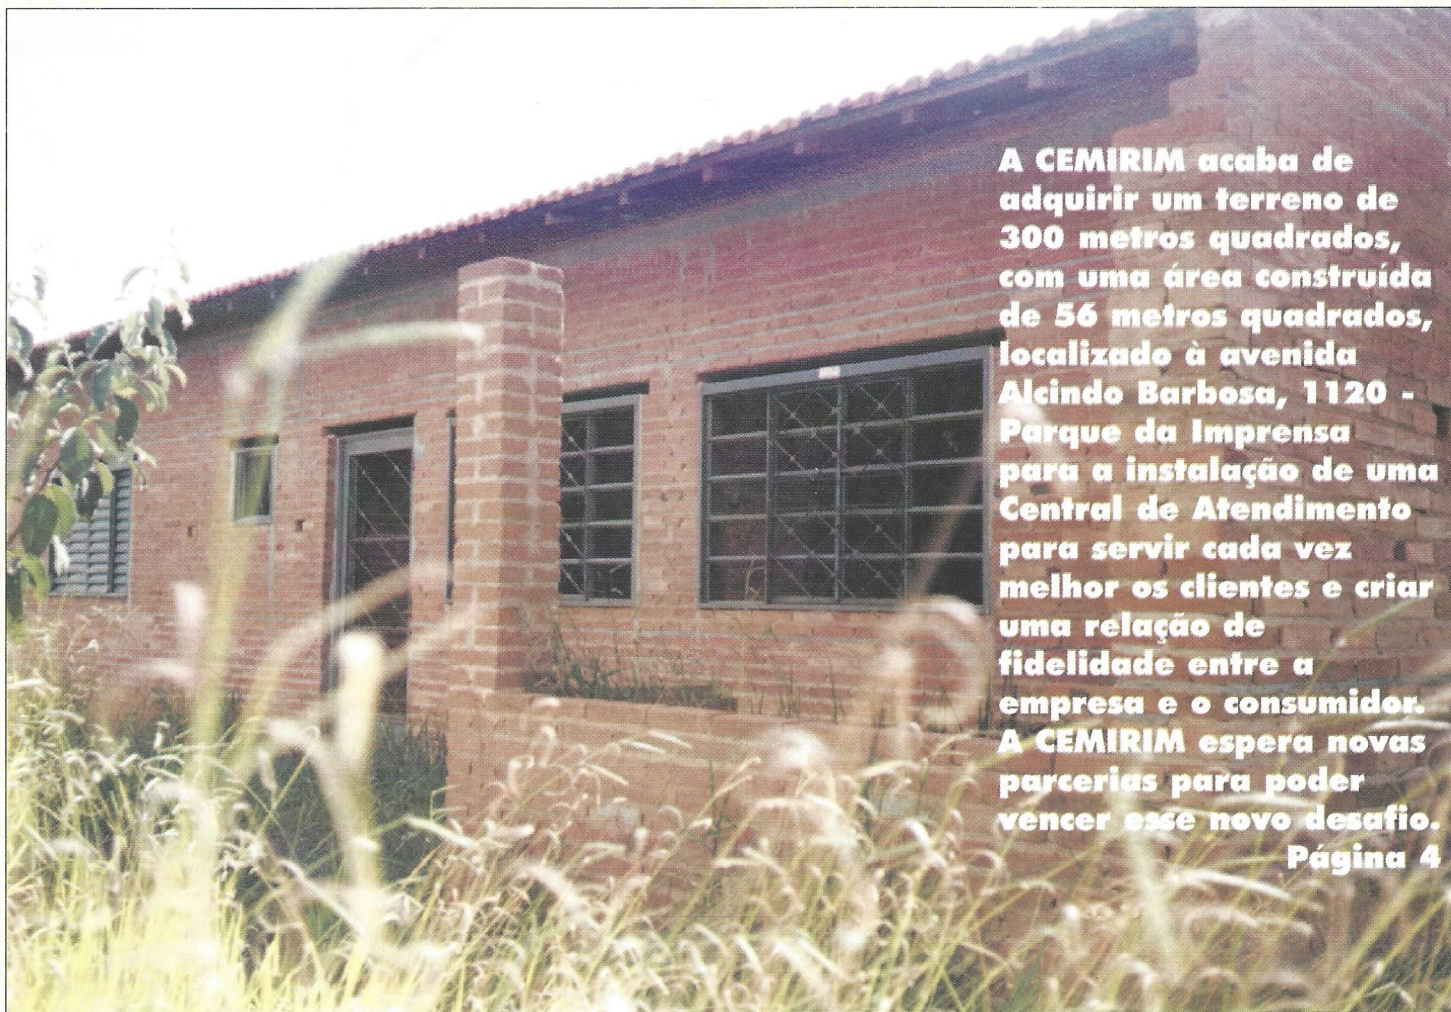 A CEMIRIM acaba de
adquirir um terreno de
300 metros quadrados,
com uma área construída
de 56 metros quadrados,
localizado à avenida
Alcindo Barbosa, 1120 -
Parque da Imprensa
para a instalação de uma
Central de Atendimento
para servir cada vez
melhor os clientes e criar
uma relação de
fidelidade entre a
empresa e o consumidor.
A CEMIRIM espera novas
parcerias para poder
vencer esse novo desafio.
Página 4